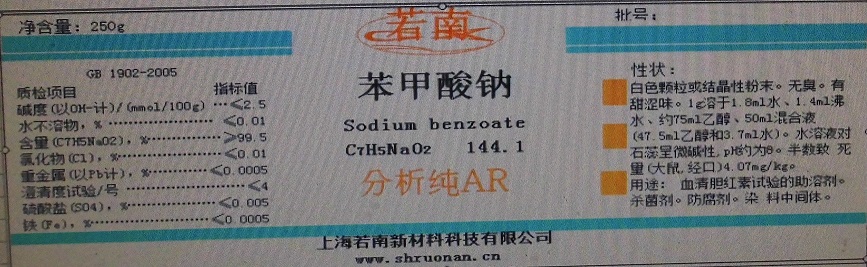 净含量：250g
GB 1902-2005
质检项目 指标值
碱度(以OH-计)/(mmol/100g) …≤2.5
水不溶物，% ……………≤0.01
含量(C7H5NaO2)，%…………≥99.5
氯化物(Cl)，% ……………≤0.01
重金属(以Pb计)，% ………≤0.0005
澄清度试验/号 ……………≤4
硫酸盐(SO4)，%……………≤0.005
铁(Fe)，%……………≤0.0005
若南
苯甲酸钠
Sodium benzoate
C7H5NaO2 144.1
分析纯AR
批号：
性状：
白色颗粒或结晶性粉末。无臭。有
甜涩味。1g溶于1.8ml水、1.4ml沸
水、约75ml乙醇、50ml混合液
(47.5ml乙醇和3.7ml水)。水溶液对
石蕊呈微碱性，pH约为8。半数致 死
量(大鼠,经口)4.07mg/kg。
用途： 血清胆红素试验的助溶剂。
杀菌剂。防腐剂。染 料中间体。
上海若南新材料科技有限公司
www.shruonan.cn